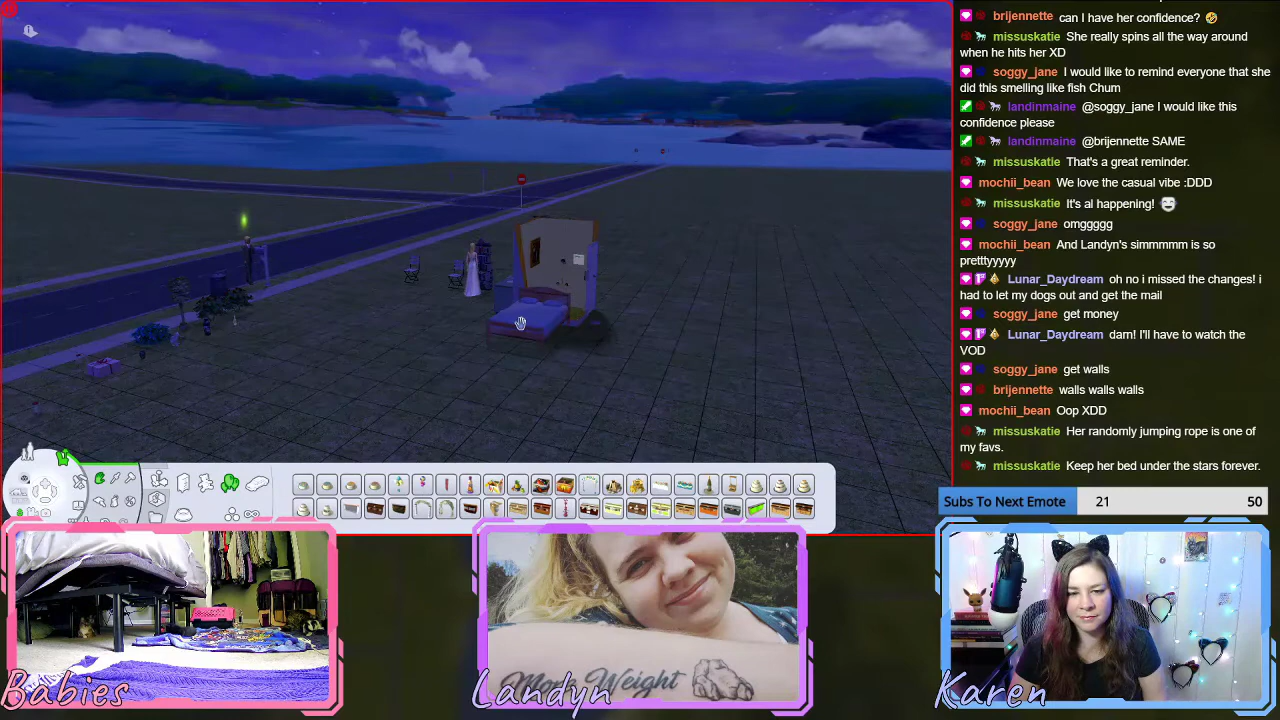 brijennette can I have her confidence? 🤣
missuskatie She really spins all the way around
when he hits her XD
soggy_jane I would like to remind everyone that she
did this smelling like fish Chum
landinmaine @soggy_jane I would like this
confidence please
landinmaine @brijennette SAME
missuskatie That's a great reminder.
mochii_bean We love the casual vibe :DDD
missuskatie It's al happening!
soggy_jane omggggg
mochii_bean And Landyn's simmmmm is so
prettyyyyy
Lunar_Daydream oh no i missed the changes! i
had to let my dogs out and get the mail
soggy_jane get money
Lunar_Daydream dam! I'll have to watch the
VOD
soggy_jane get walls
brijennette walls walls walls
mochii_bean Oop XDD
missuskatie Her randomly jumping rope is one of
my favs.
missuskatie Keep her bed under the stars forever.
Subs To Next Emote 21 50
More Weight
Babies
Landyn
Karen